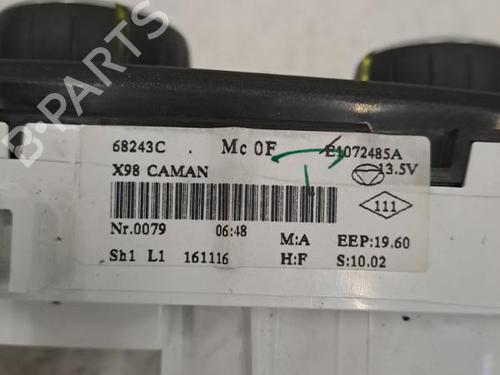 B-PARTS
68243C . Mc 0F E1072485A
X98 CAMAN 13.5V
111
Nr.0079 06:48 M:A EEP:19.60
Sh1 L1 161116 H:F S:10.02